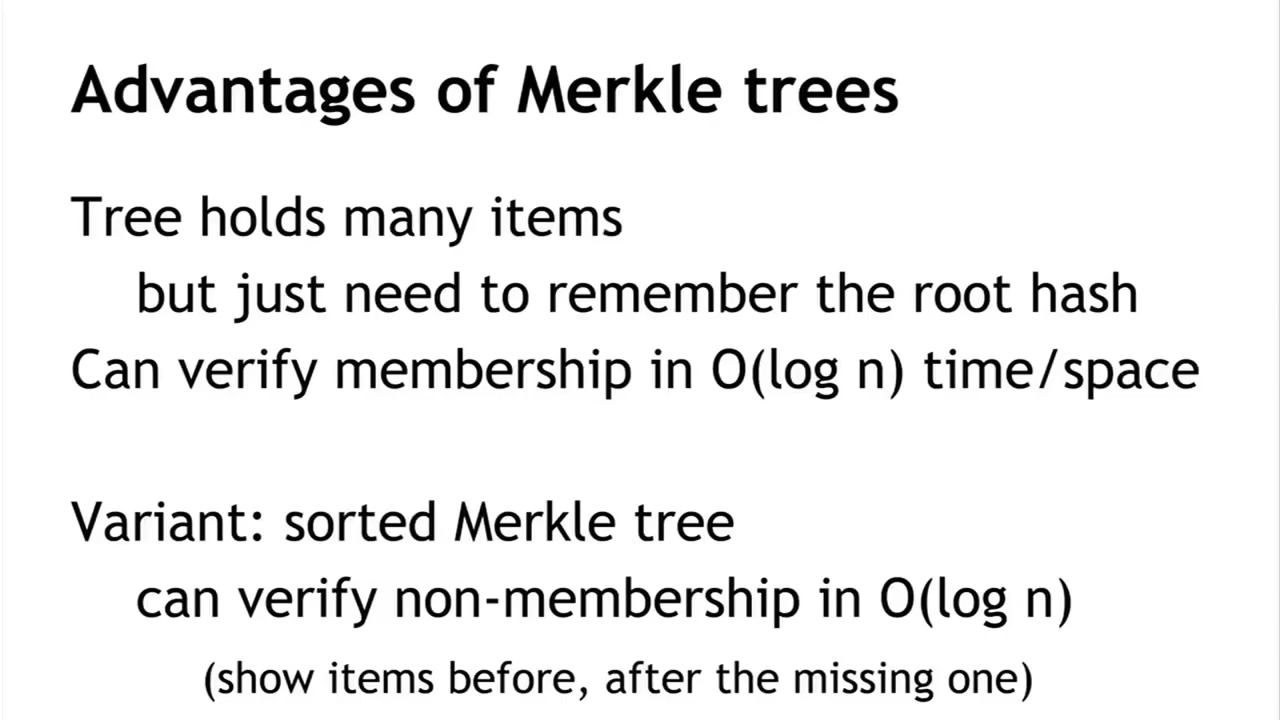 Advantages of Merkle trees
Tree holds many items
but just need to remember the root hash
Can verify membership in O(log n) time/space
Variant: sorted Merkle tree
can verify non-membership in O(log n)
(show items before, after the missing one)